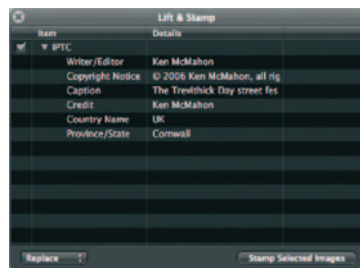 Lift & Stamp
Item Details
IPTC
Writer/Editor Ken McMahon
Copyright Notice © 2006 Ken McMahon, all rig
Caption The Trevithick Day street fes
Credit Ken McMahon
Country Name UK
Province/State Cornwall
Replace Stamp Selected Images